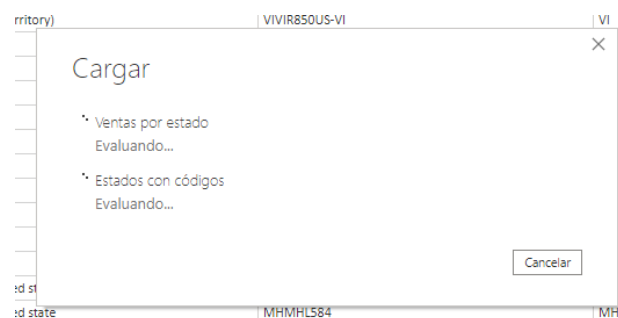 rritory) VIVIR850US-VI VI
Cargar
Ventas por estado
Evaluando...
Estados con códigos
Evaluando...
Cancelar
ed st
ed state MHMHL584 MH